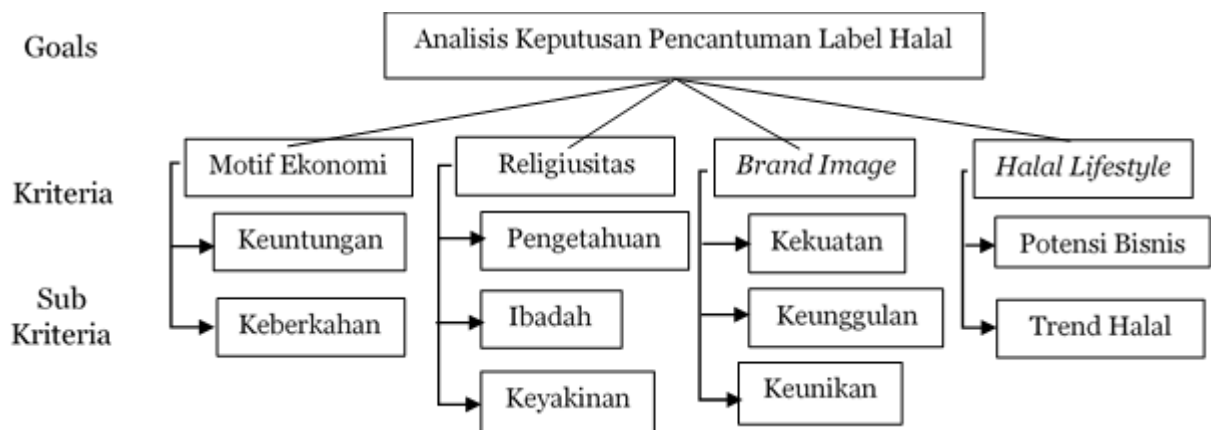 Goals
Analisis Keputusan Pencantuman Label Halal
Kriteria
Motif Ekonomi
Religiusitas
Brand Image
Halal Lifestyle
Sub
Kriteria
Keuntungan
Pengetahuan
Kekuatan
Potensi Bisnis
Keberkahan
Ibadah
Keunggulan
Trend Halal
Keyakinan
Keunikan